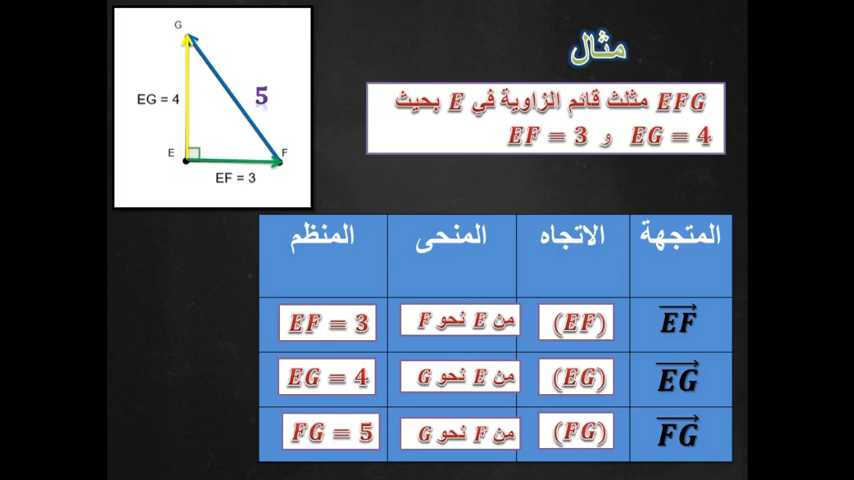 مثال
EFG مثلث قائم الزاوية في E بحيث
EG = 4 و EF = 3
G
EG = 4
5
E
F
EF = 3
المتجهة الاتجاه المنحى المنظم
EF (EF) من E نحو F EF = 3
EG (EG) من E نحو G EG = 4
FG (FG) من F نحو G FG = 5